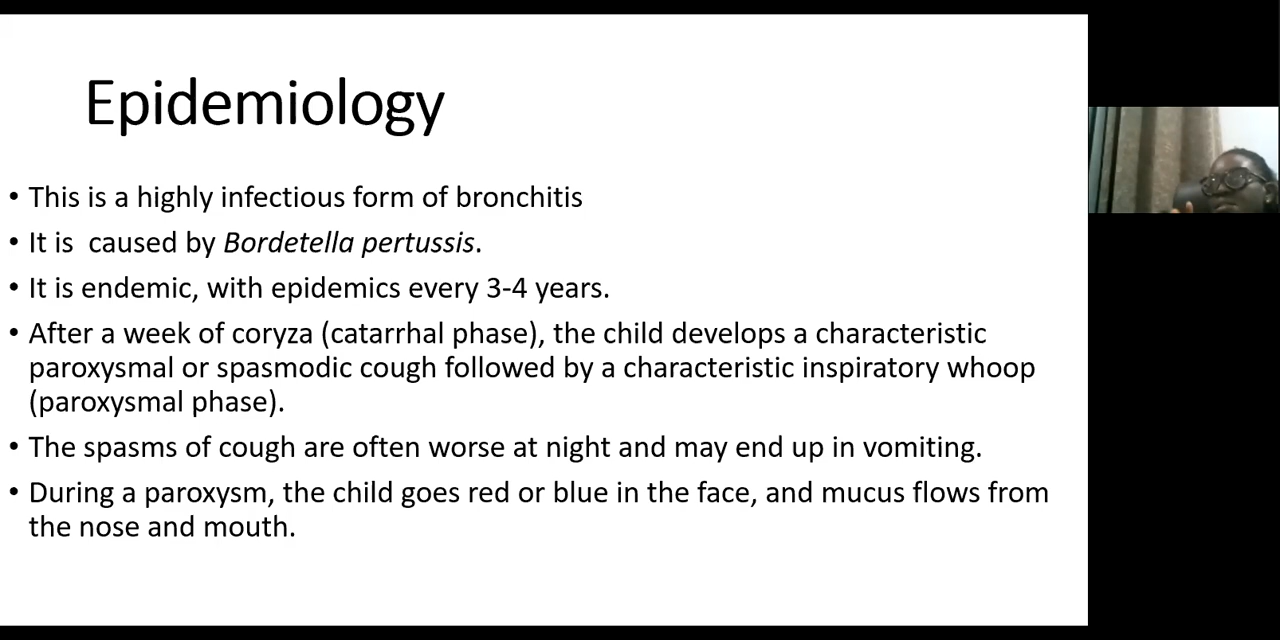 Epidemiology
• This is a highly infectious form of bronchitis
• It is  caused by Bordetella pertussis.
• It is endemic, with epidemics every 3-4 years.
• After a week of coryza (catarrhal phase), the child develops a characteristic
paroxysmal or spasmodic cough followed by a characteristic inspiratory whoop
(paroxysmal phase).
• The spasms of cough are often worse at night and may end up in vomiting.
• During a paroxysm, the child goes red or blue in the face, and mucus flows from
the nose and mouth.